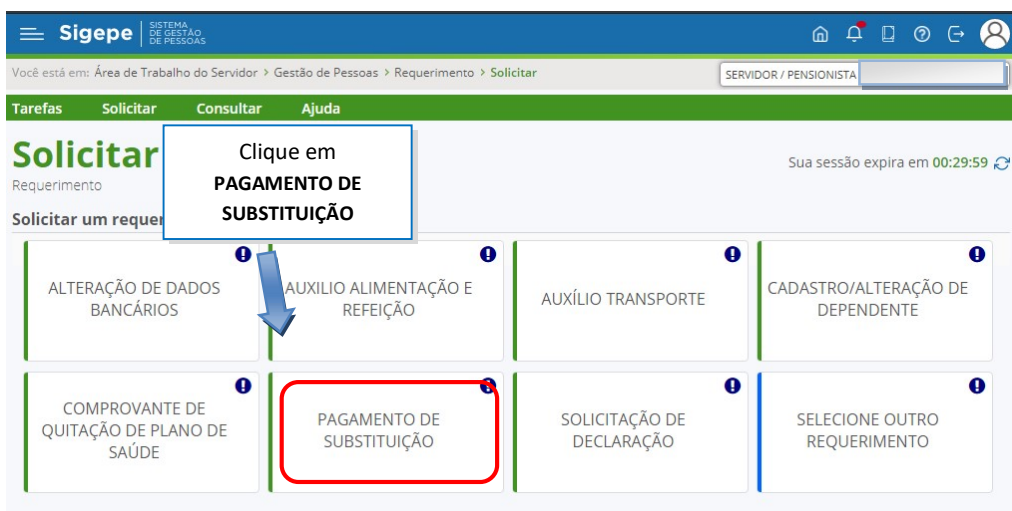 Sigepe
SISTEMA
DE GESTÃO
DE PESSOAS
Você está em: Área de Trabalho do Servidor > Gestão de Pessoas > Requerimento > Solicitar
SERVIDOR / PENSIONISTA
Tarefas Solicitar Consultar Ajuda
Solicitar
Requerimento
Sua sessão expira em 00:29:59
Solicitar um requer
Clique em
PAGAMENTO DE
SUBSTITUIÇÃO
ALTERAÇÃO DE DADOS
BANCÁRIOS
AUXILIO ALIMENTAÇÃO E
REFEIÇÃO
AUXÍLIO TRANSPORTE
CADASTRO/ALTERAÇÃO DE
DEPENDENTE
COMPROVANTE DE
QUITAÇÃO DE PLANO DE
SAÚDE
PAGAMENTO DE
SUBSTITUIÇÃO
SOLICITAÇÃO DE
DECLARAÇÃO
SELECIONE OUTRO
REQUERIMENTO